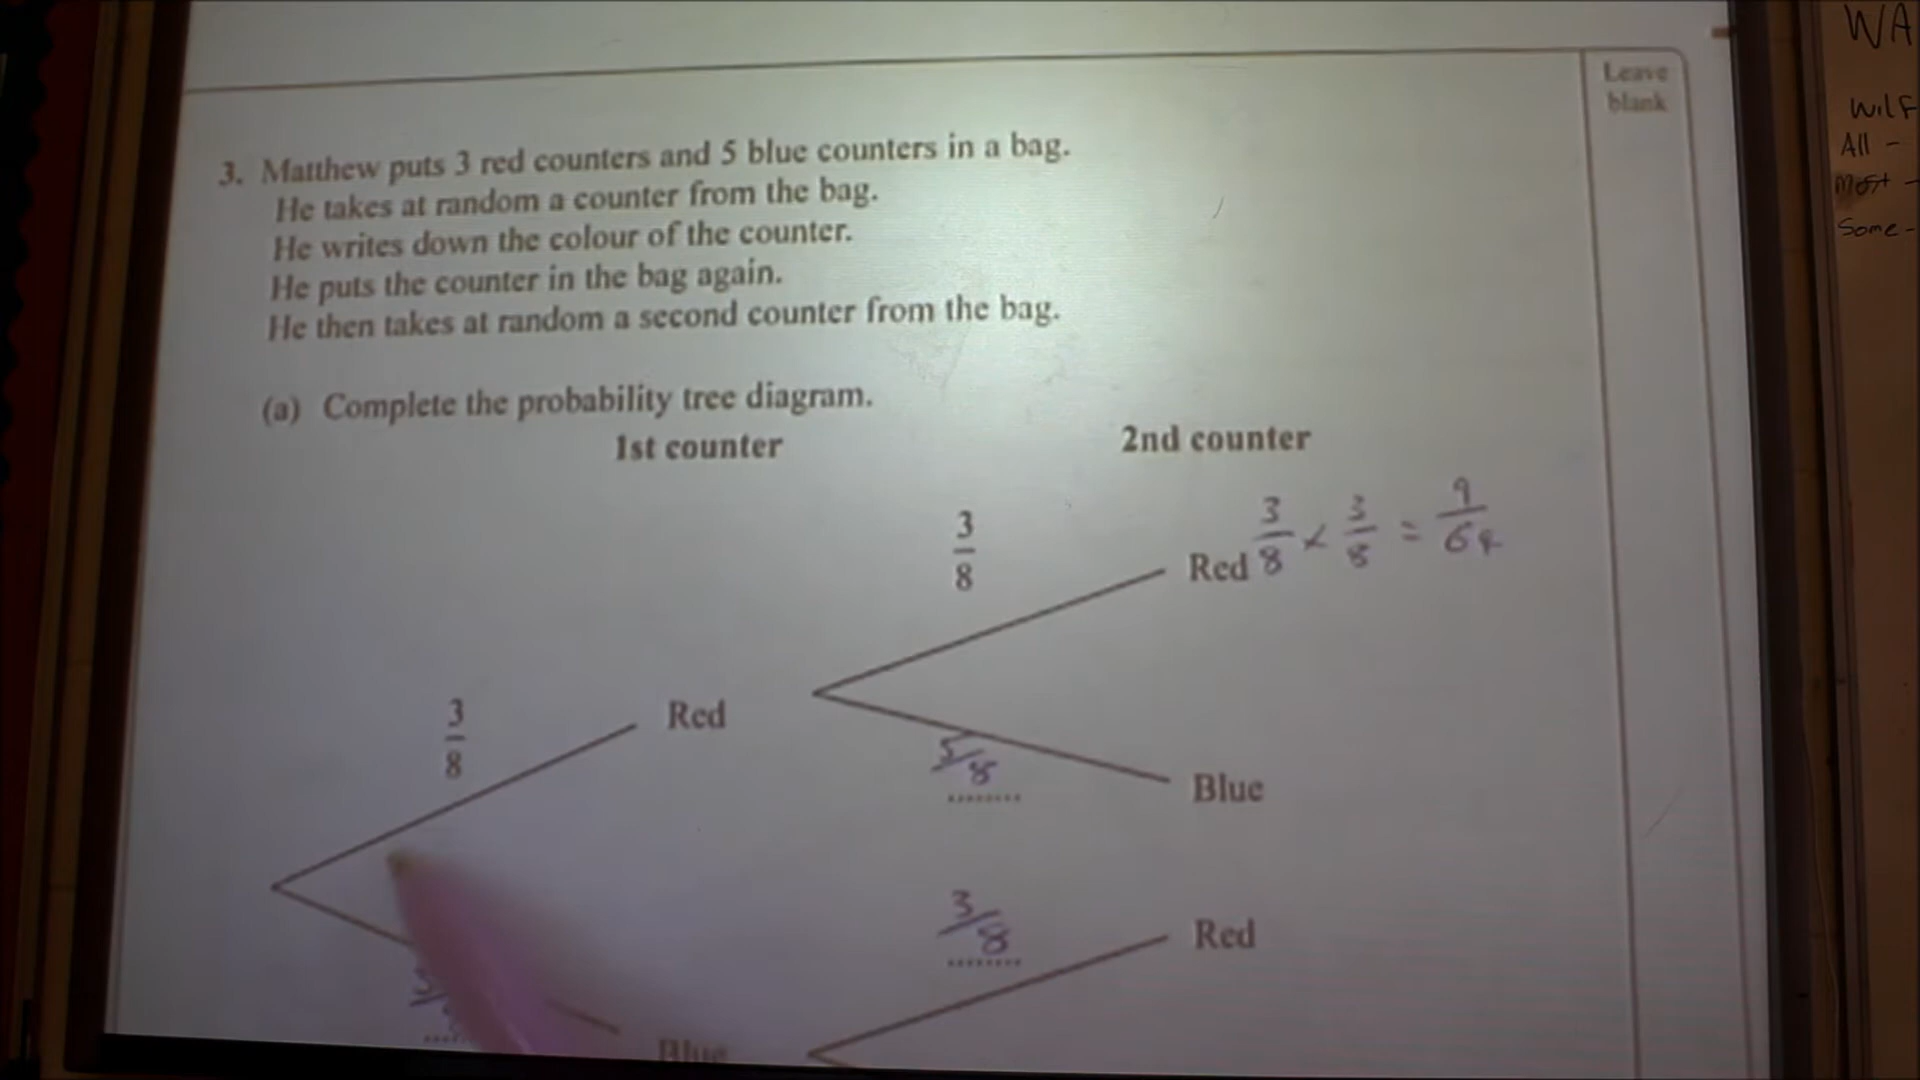 Leave
blank
3. Matthew puts 3 red counters and 5 blue counters in a bag.
He takes at random a counter from the bag.
He writes down the colour of the counter.
He puts the counter in the bag again.
He then takes at random a second counter from the bag.
(a) Complete the probability tree diagram.
1st counter 2nd counter
3/8
Red 3/8 × 3/8 = 9/64
3/8
Red
5/8
Blue
3/8
Red
Blue
WA
WilF
All -
Most -
Some -